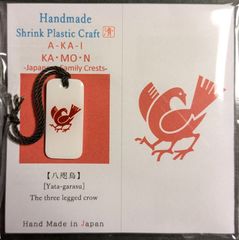 Handmade
Shrink Plastic Craft 清
A-KA-I
KA・MO・N
-Japanese Family Crests-
【八咫烏】
[Yata-garasu]
The three legged crow
Hand Made in Japan